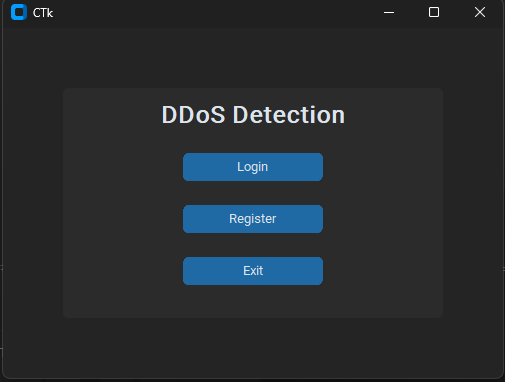 CTk
DDoS Detection
Login
Register
Exit